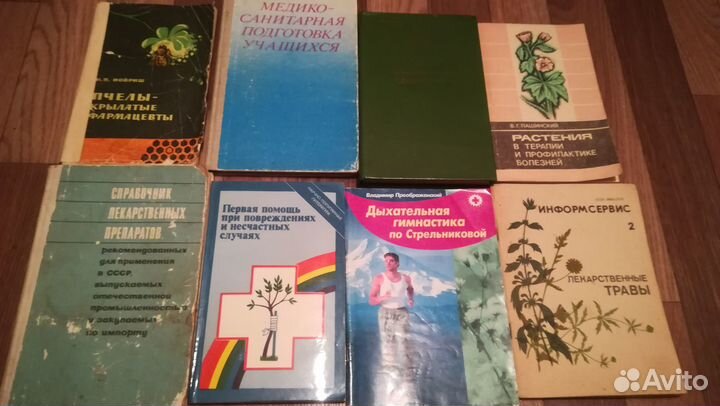 Н. П. ИОЙРИШ
ПЧЕЛЫ-
КРЫЛАТЫЕ
ФАРМАЦЕВТЫ
МЕДИКО-
САНИТАРНАЯ
ПОДГОТОВКА
УЧАЩИХСЯ
В. Г. ПАШИНСКИЙ
РАСТЕНИЯ
В ТЕРАПИИ
И ПРОФИЛАКТИКЕ
БОЛЕЗНЕЙ
СПРАВОЧНИК
ЛЕКАРСТВЕННЫХ
ПРЕПАРАТОВ
рекомендованных
для применения
в СССР,
выпускаемых
отечественной
промышленностью
и закупаемых
по импорту
Первая помощь
при повреждениях
и несчастных
случаях
Владимир Преображенский
Дыхательная
гимнастика
по Стрельниковой
ИНФОРМСЕРВИС
2
ЛЕКАРСТВЕННЫЕ
ТРАВЫ
Avito